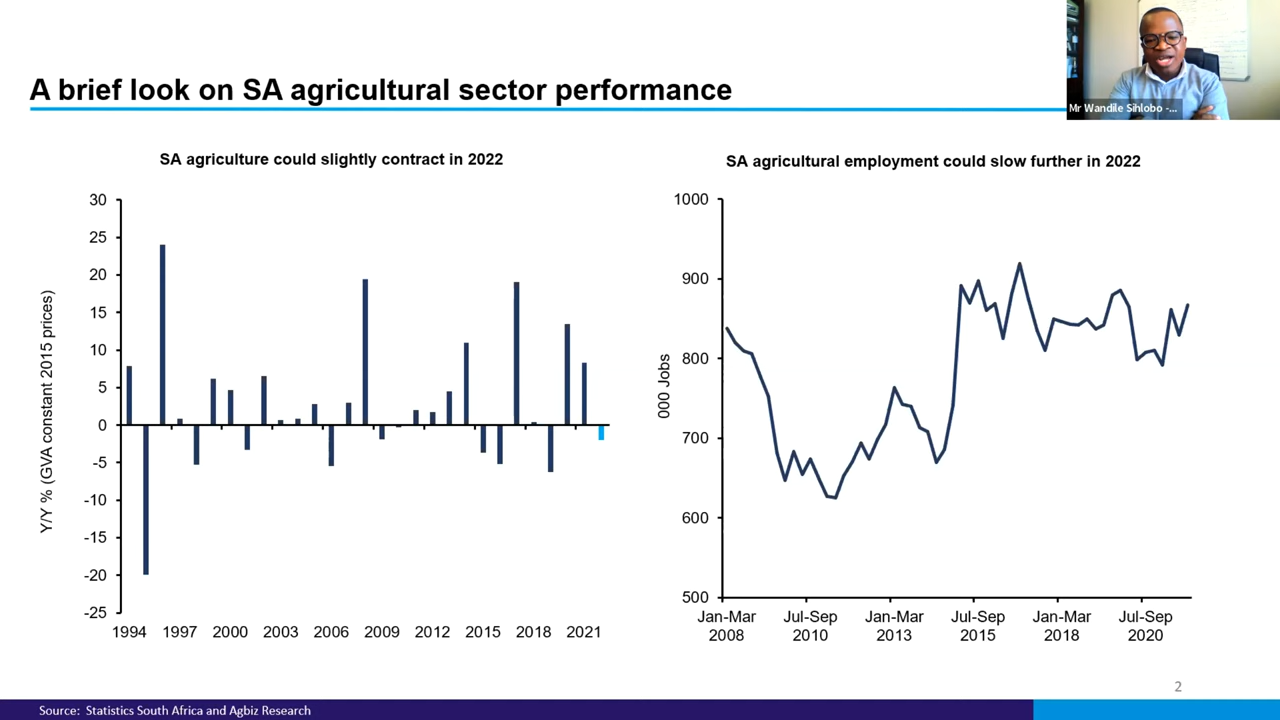 Mr Wandile Sihlobo -...
A brief look on SA agricultural sector performance
SA agriculture could slightly contract in 2022
Y/Y % (GVA constant 2015 prices)
30
25
20
15
10
5
0
-5
-10
-15
-20
-25
1994 1997 2000 2003 2006 2009 2012 2015 2018 2021
SA agricultural employment could slow further in 2022
000 Jobs
1000
900
800
700
600
500
Jan-Mar Jul-Sep Jan-Mar Jul-Sep Jan-Mar Jul-Sep
2008 2010 2013 2015 2018 2020
2
Source: Statistics South Africa and Agbiz Research